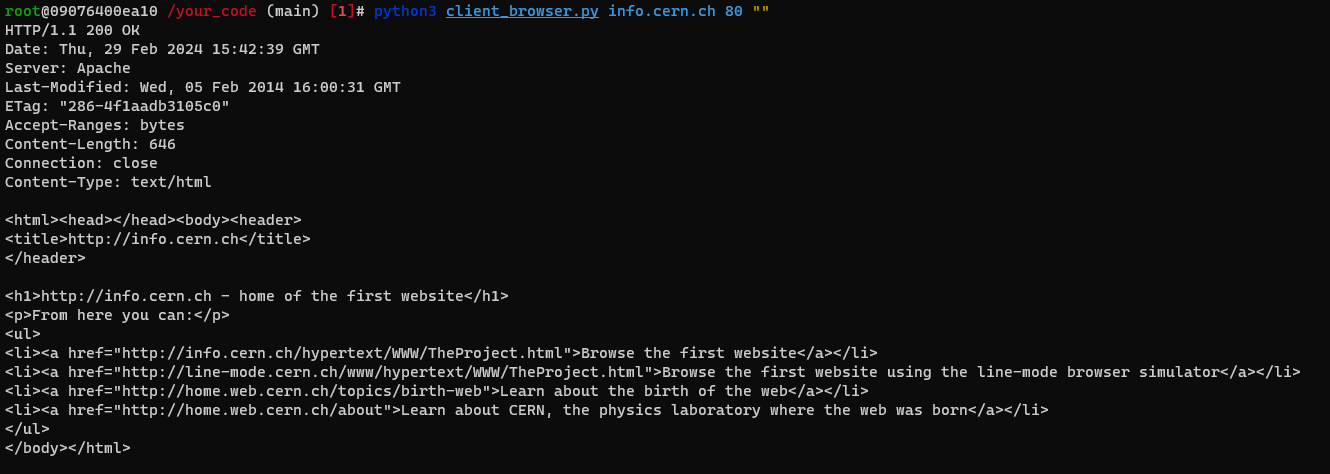 root@09076400ea10 /your_code (main) [1]# python3 client_browser.py info.cern.ch 80 ""
HTTP/1.1 200 OK
Date: Thu, 29 Feb 2024 15:42:39 GMT
Server: Apache
Last-Modified: Wed, 05 Feb 2014 16:00:31 GMT
ETag: "286-4f1aadb3105c0"
Accept-Ranges: bytes
Content-Length: 646
Connection: close
Content-Type: text/html

<html><head></head><body><header>
<title>http://info.cern.ch</title>
</header>

<h1>http://info.cern.ch - home of the first website</h1>
<p>From here you can:</p>
<ul>
<li><a href="http://info.cern.ch/hypertext/WWW/TheProject.html">Browse the first website</a></li>
<li><a href="http://line-mode.cern.ch/www/hypertext/WWW/TheProject.html">Browse the first website using the line-mode browser simulator</a></li>
<li><a href="http://home.web.cern.ch/topics/birth-web">Learn about the birth of the web</a></li>
<li><a href="http://home.web.cern.ch/about">Learn about CERN, the physics laboratory where the web was born</a></li>
</ul>
</body></html>